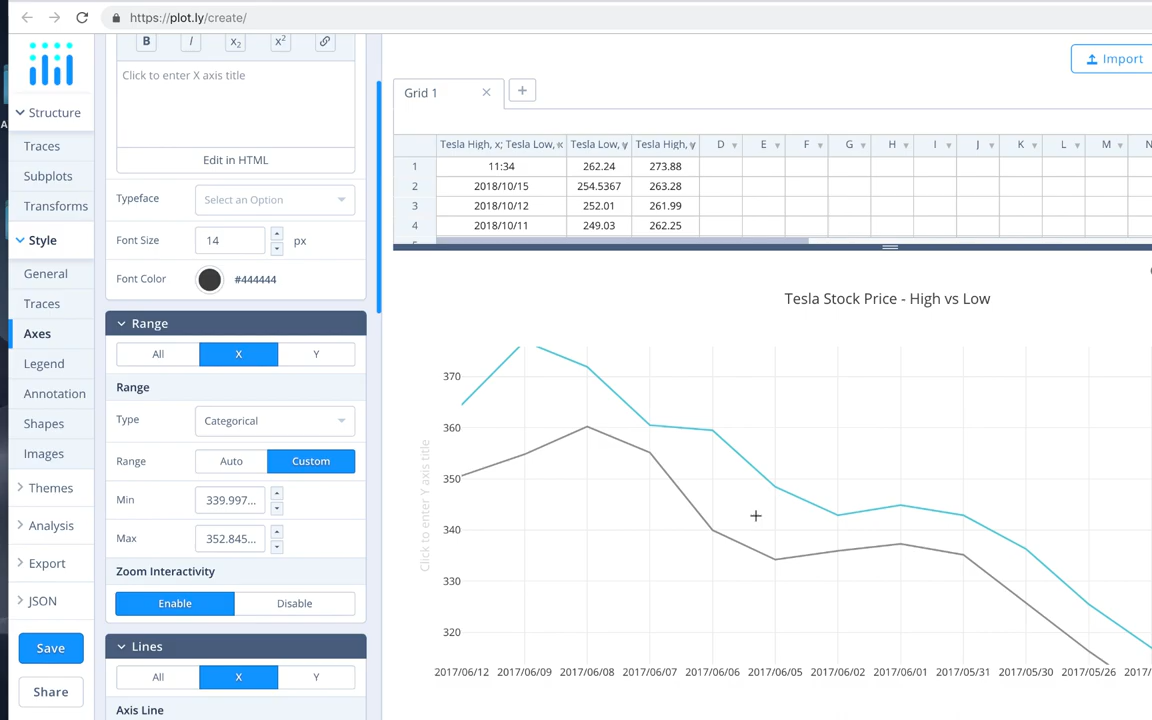 https://plot.ly/create/
B I x₂ x²
Import
Structure
Traces
Subplots
Transforms
Style
General
Traces
Axes
Legend
Annotation
Shapes
Images
Themes
Analysis
Export
JSON
Save
Share
Click to enter X axis title
Edit in HTML
Typeface
Select an Option
Font Size
14
px
Font Color
#444444
Range
All X Y
Range
Type
Categorical
Range
Auto Custom
Min
339.997...
Max
352.845...
Zoom Interactivity
Enable Disable
Lines
All X Y
Axis Line
Grid 1
Tesla High, x; Tesla Low, Tesla Low, y Tesla High, D E F G H I J K L M N
1 11:34 262.24 273.88
2 2018/10/15 254.5367 263.28
3 2018/10/12 252.01 261.99
4 2018/10/11 249.03 262.25
Tesla Stock Price - High vs Low
Click to enter Y axis title
370
360
350
340
330
320
2017/06/12 2017/06/09 2017/06/08 2017/06/07 2017/06/06 2017/06/05 2017/06/02 2017/06/01 2017/05/31 2017/05/30 2017/05/26 2017/